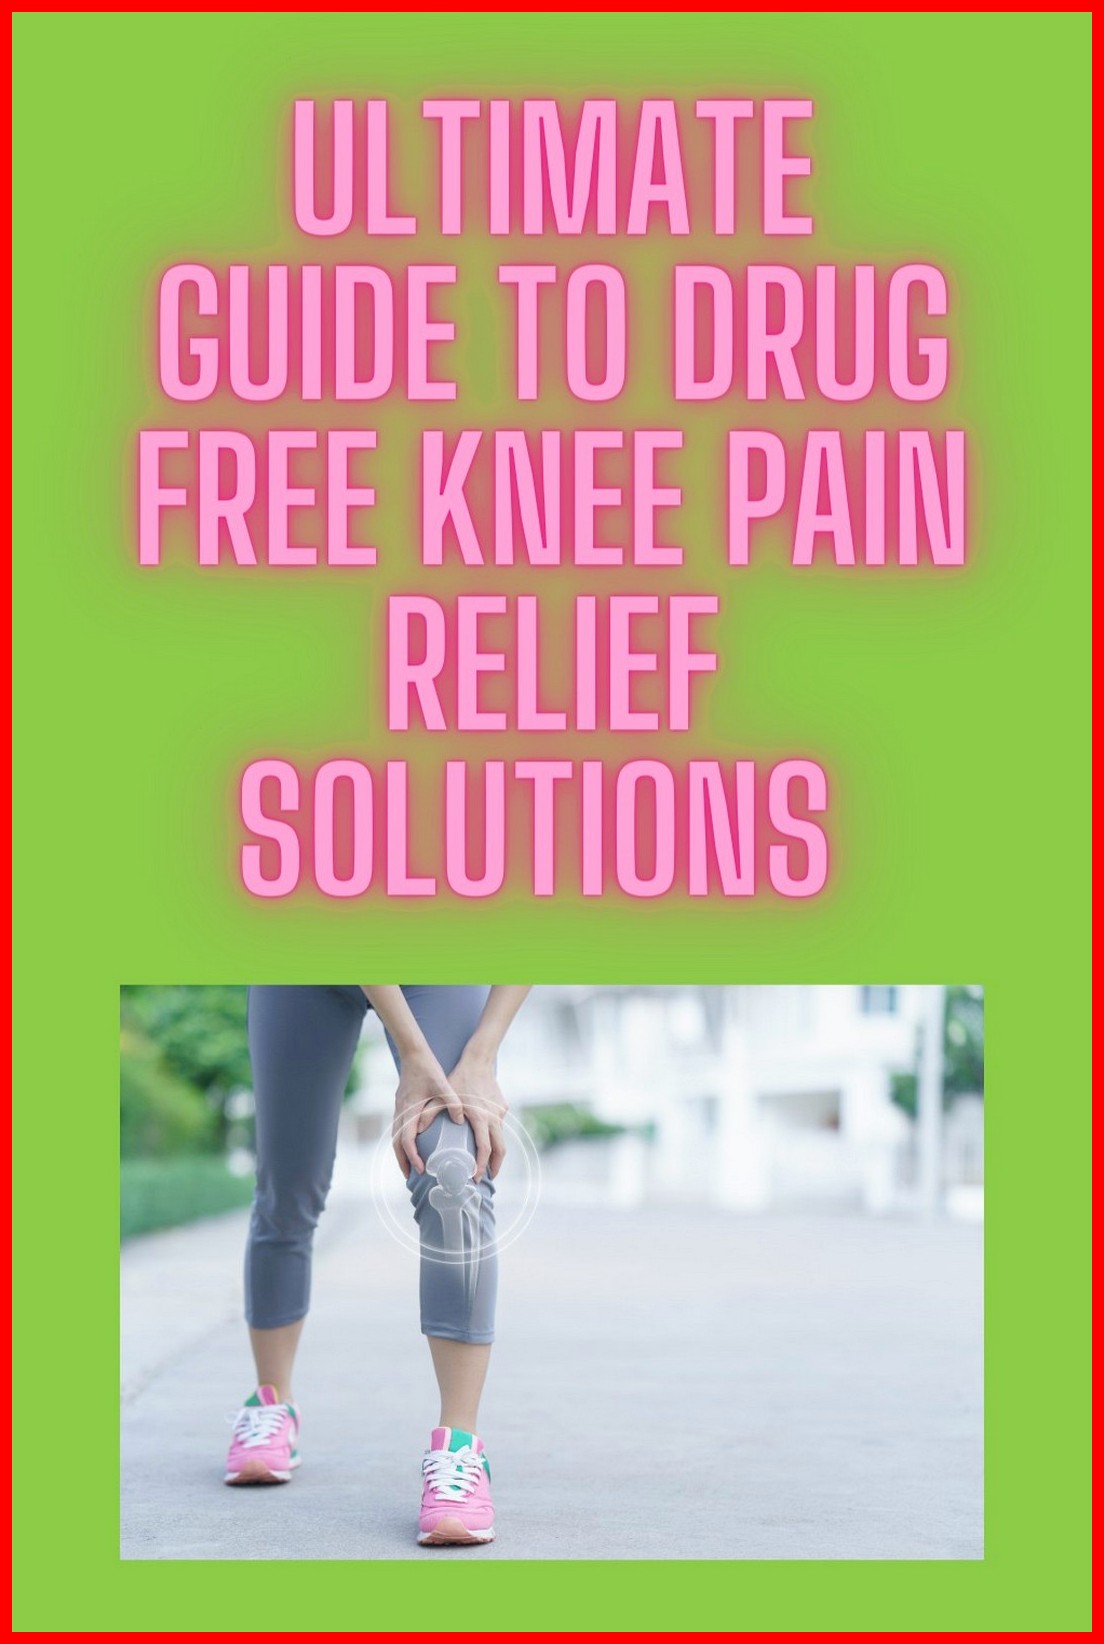 ULTIMATE
GUIDE TO DRUG
FREE KNEE PAIN
RELIEF
SOLUTIONS